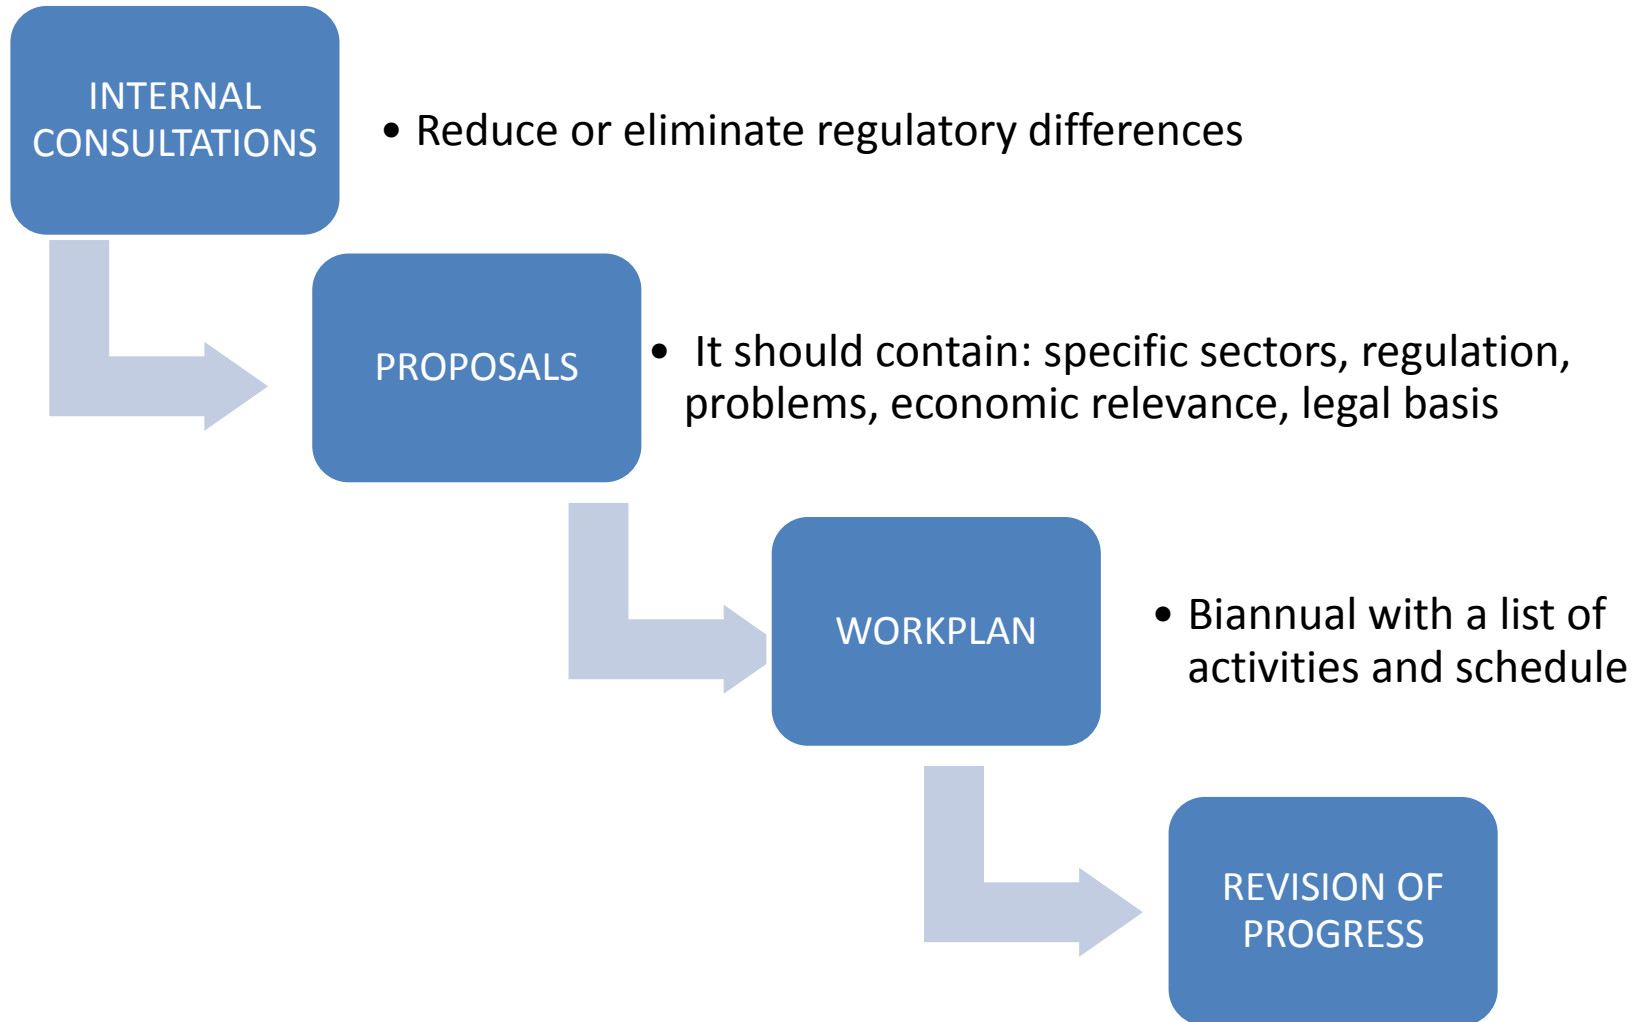 INTERNAL
CONSULTATIONS
• Reduce or eliminate regulatory differences
PROPOSALS
• It should contain: specific sectors, regulation,
problems, economic relevance, legal basis
WORKPLAN
• Biannual with a list of
activities and schedule
REVISION OF
PROGRESS